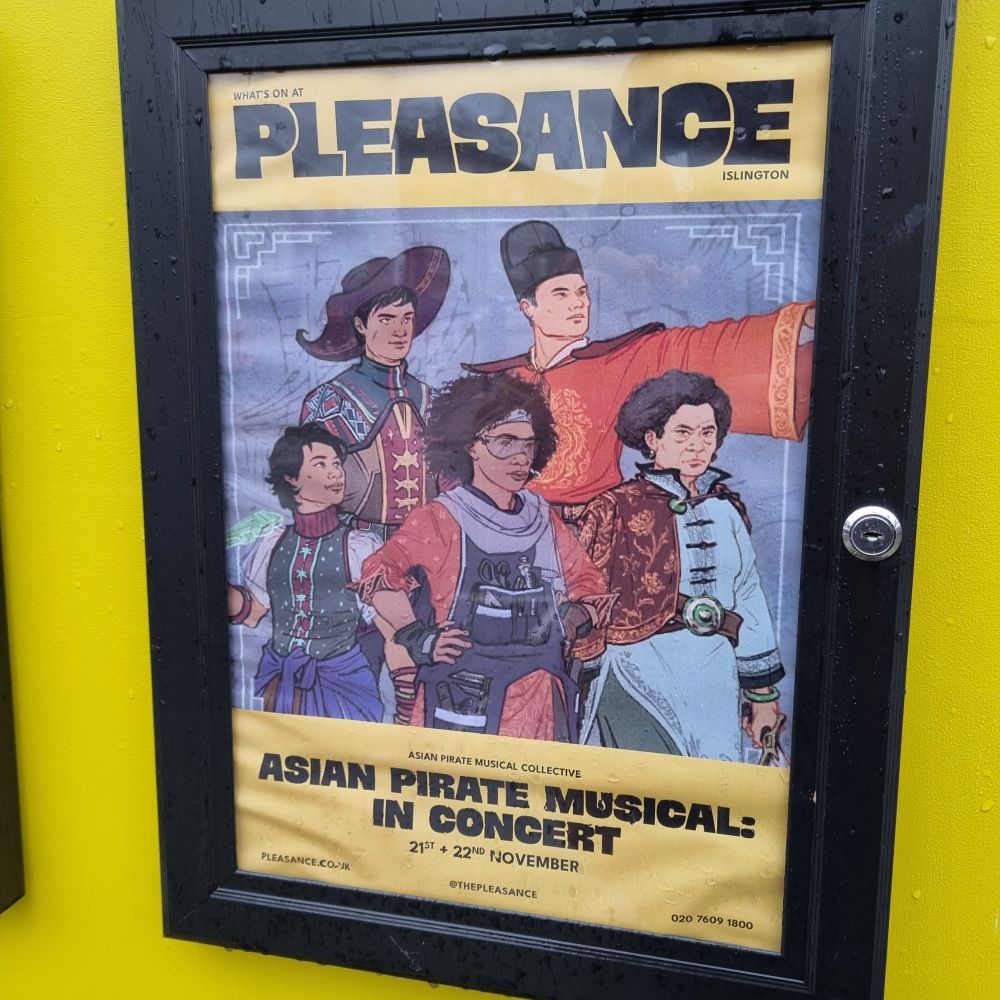 WHAT'S ON AT
PLEASANCE
ISLINGTON
ASIAN PIRATE MUSICAL COLLECTIVE
ASIAN PIRATE MUSICAL:
IN CONCERT
21ST + 22ND NOVEMBER
PLEASANCE.CO.UK
@THEPLEASANCE
020 7609 1800